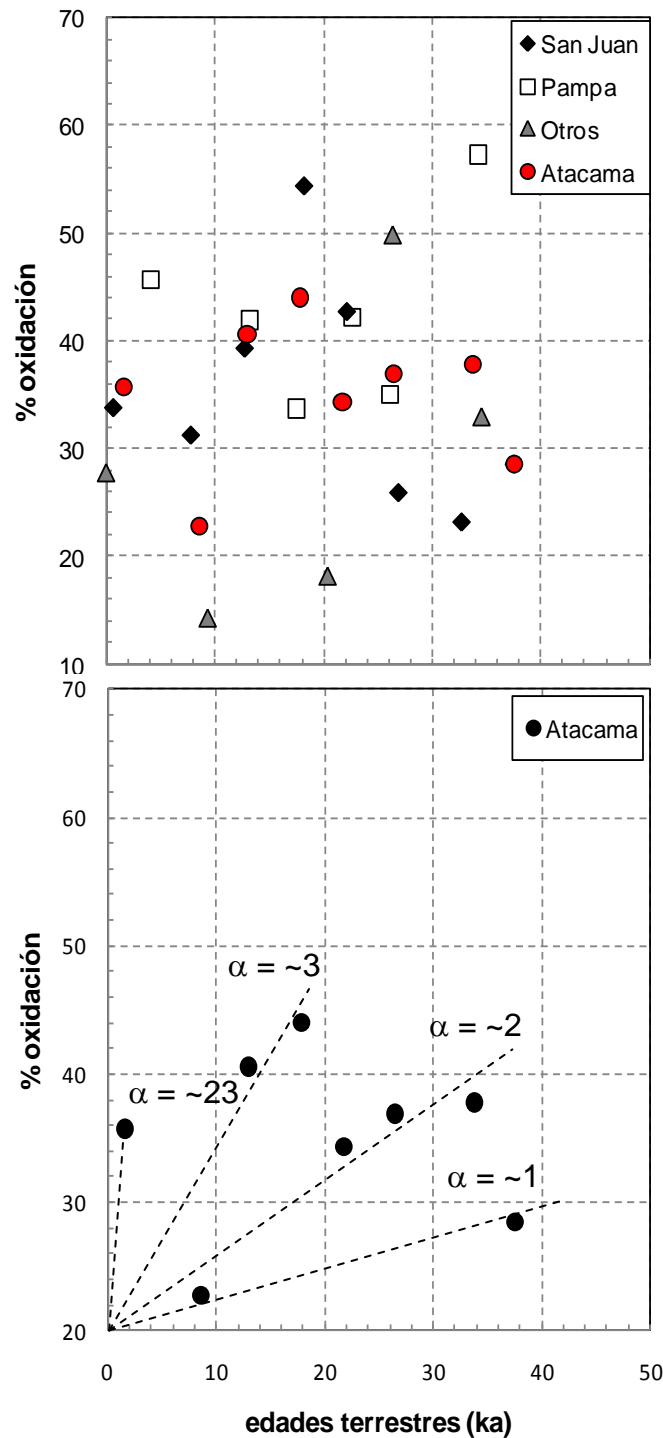 70
60
50
40
30
20
10
% oxidación
San Juan
Pampa
Otros
Atacama
70
60
50
40
30
20
% oxidación
Atacama
α = ~3
α = ~2
α = ~23
α = ~1
0 10 20 30 40 50
edades terrestres (ka)